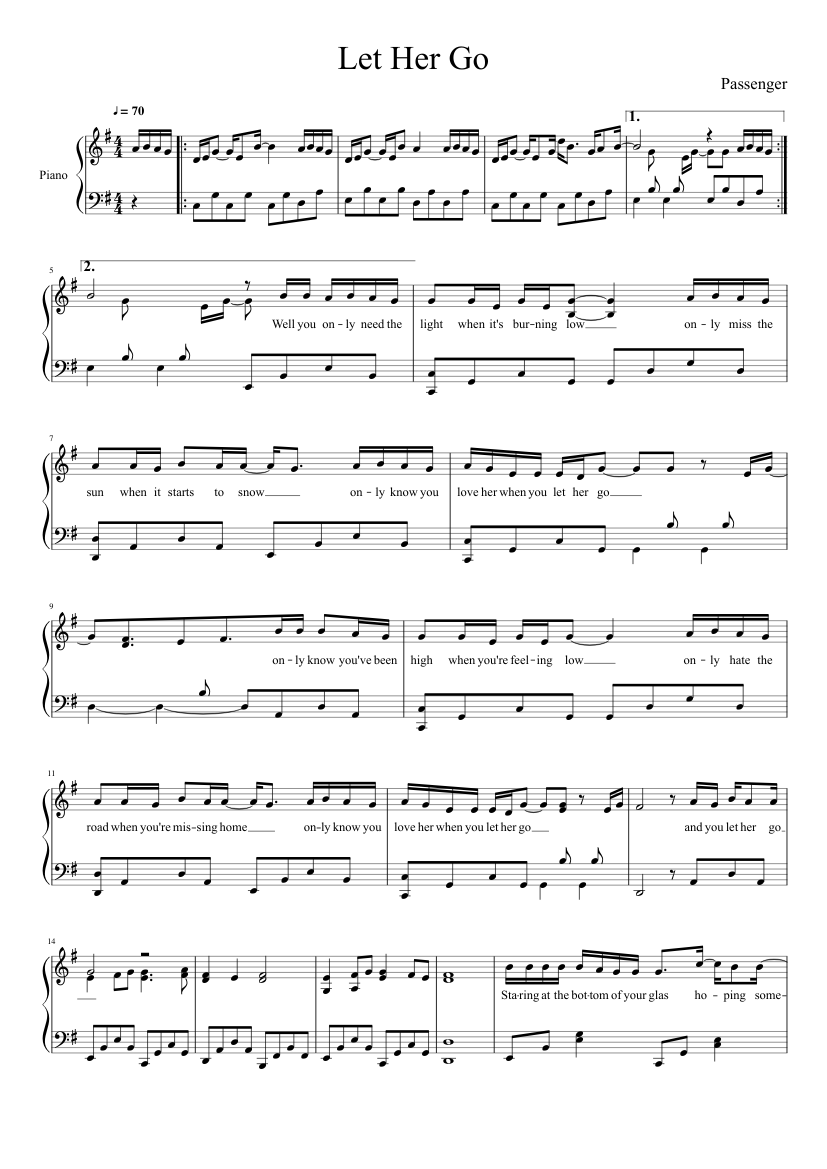 Let Her Go
Passenger
♩= 70
1.
Piano
4
4
4
4
5
2.
Well you on-ly need the light when it's bur-ning low on-ly miss the
7
sun when it starts to snow on-ly know you love her when you let her go
9
on-ly know you've been high when you're feel-ing low on-ly hate the
11
road when you're mis-sing home on-ly know you love her when you let her go and you let her go
14
Sta-ring at the bot-tom of your glas ho-ping some-